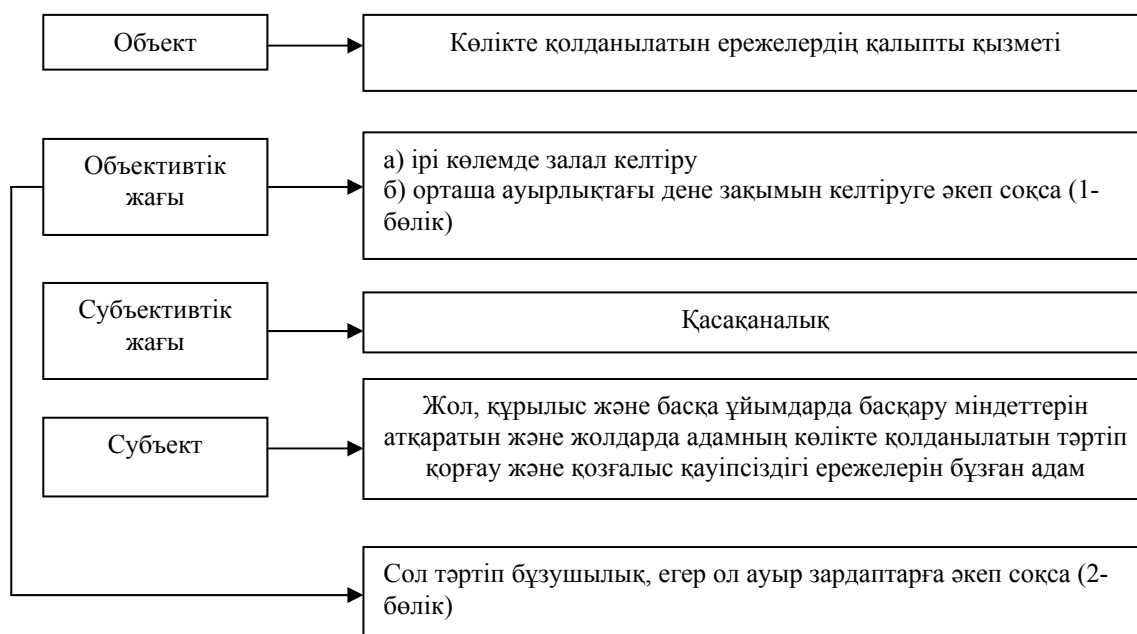 Объект
Көлікте қолданылатын ережелердің қалыпты қызметі
Объективтік
жағы
а) ірі көлемде залал келтіру
б) орташа ауырлықтағы дене зақымын келтіруге әкеп соқса (1-
бөлік)
Субъективтік
жағы
Қасақаналық
Субъект
Жол, құрылыс және басқа ұйымдарда басқару міндеттерін
атқаратын және жолдарда адамның көлікте қолданылатын тәртіп
қорғау және қозғалыс қауіпсіздігі ережелерін бұзған адам
Сол тәртіп бұзушылық, егер ол ауыр зардаптарға әкеп соқса (2-
бөлік)